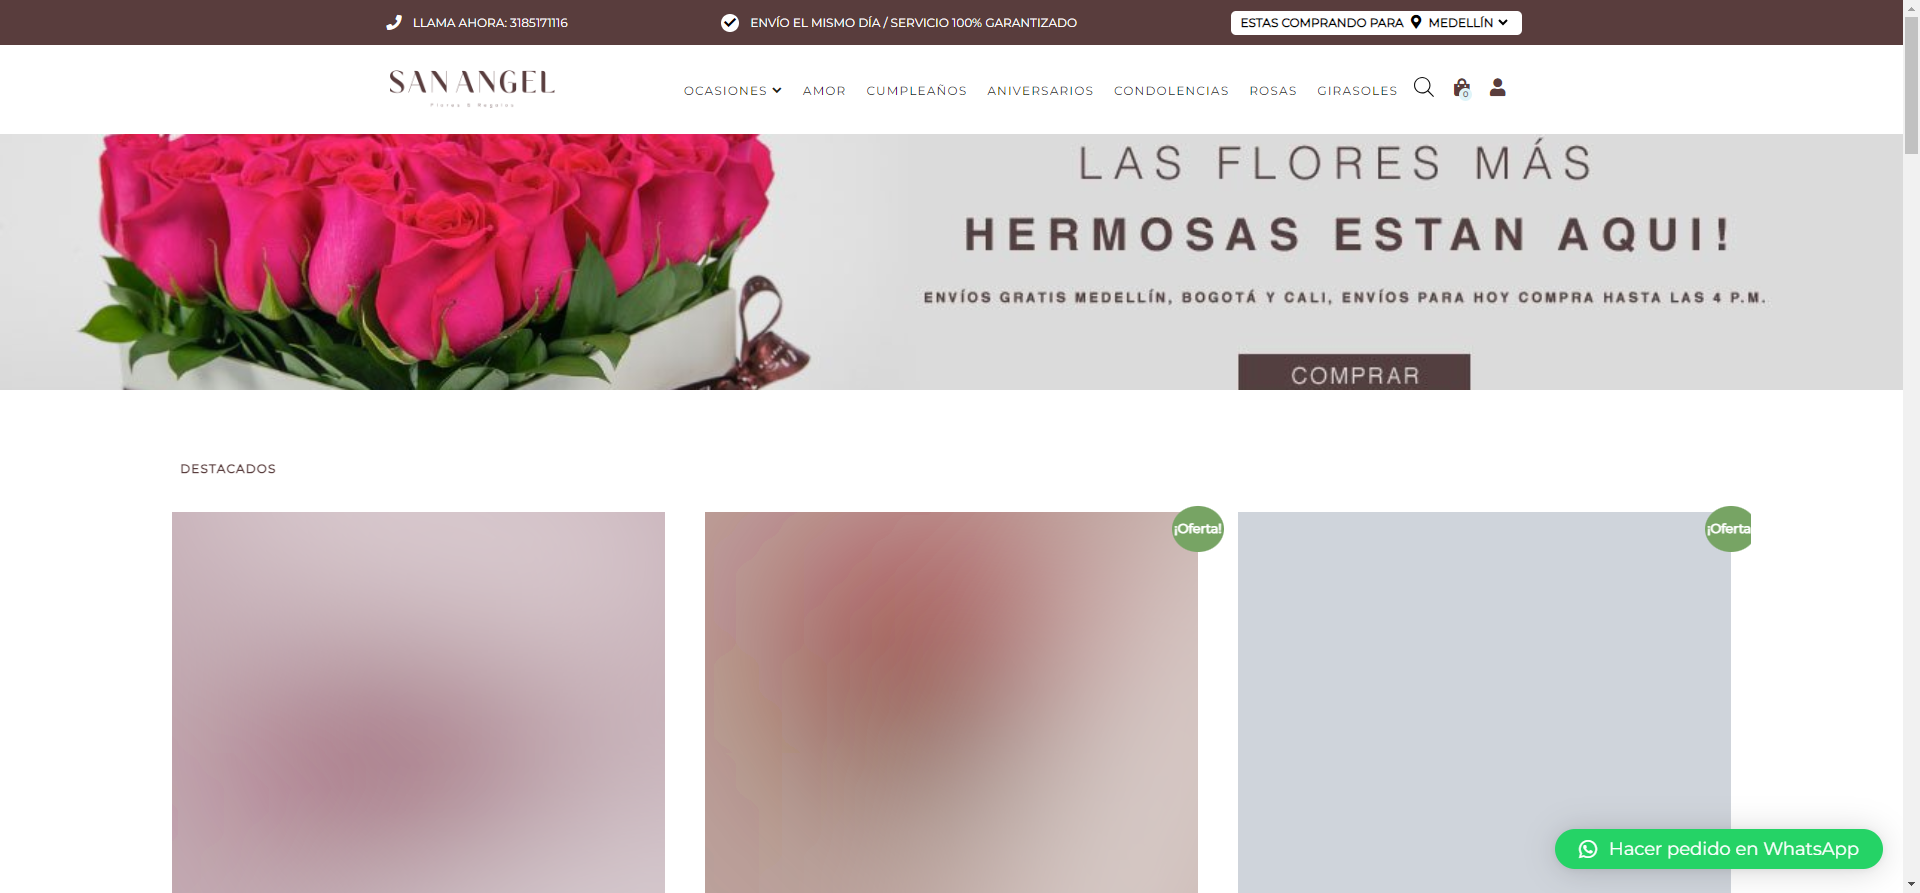 LLAMA AHORA: 3185171116
ENVÍO EL MISMO DÍA / SERVICIO 100% GARANTIZADO
ESTAS COMPRANDO PARA MEDELLÍN
SAN ANGEL
Flores & Regalos
OCASIONES AMOR CUMPLEAÑOS ANIVERSARIOS CONDOLENCIAS ROSAS GIRASOLES
0
LAS FLORES MÁS
HERMOSAS ESTAN AQUI!
ENVÍOS GRATIS MEDELLÍN, BOGOTÁ Y CALI, ENVÍOS PARA HOY COMPRA HASTA LAS 4 P.M.
COMPRAR
DESTACADOS
¡Oferta!
¡Oferta
Hacer pedido en WhatsApp